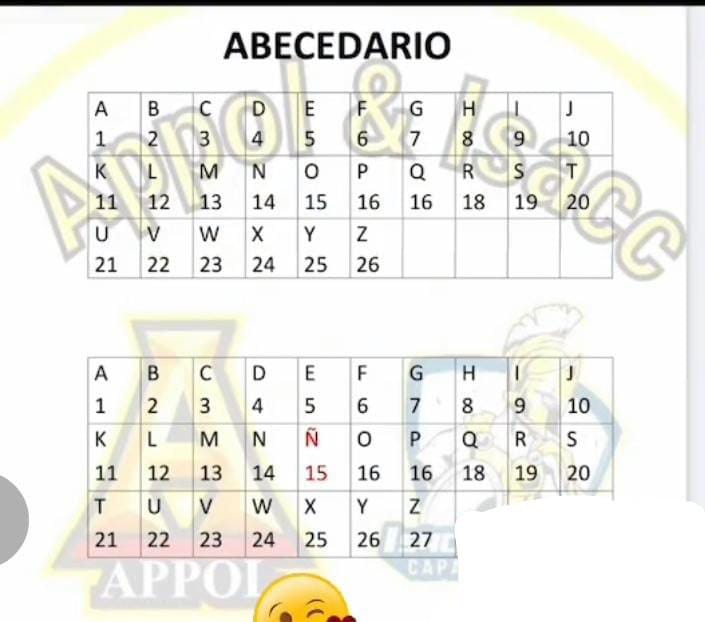 ABECEDARIO
Appol & Isacc
A B C D E F G H I J
1 2 3 4 5 6 7 8 9 10
K L M N O P Q R S T
11 12 13 14 15 16 16 18 19 20
U V W X Y Z
21 22 23 24 25 26
A B C D E F G H I J
1 2 3 4 5 6 7 8 9 10
K L M N Ñ O P Q R S
11 12 13 14 15 16 16 18 19 20
T U V W X Y Z
21 22 23 24 25 26 27
APPOL